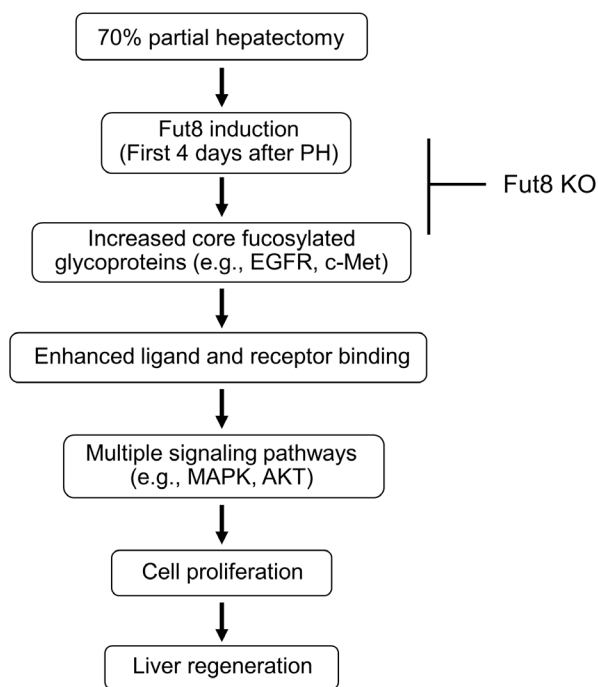 70% partial hepatectomy
Fut8 induction
(First 4 days after PH)
Fut8 KO
Increased core fucosylated
glycoproteins (e.g., EGFR, c-Met)
Enhanced ligand and receptor binding
Multiple signaling pathways
(e.g., MAPK, AKT)
Cell proliferation
Liver regeneration